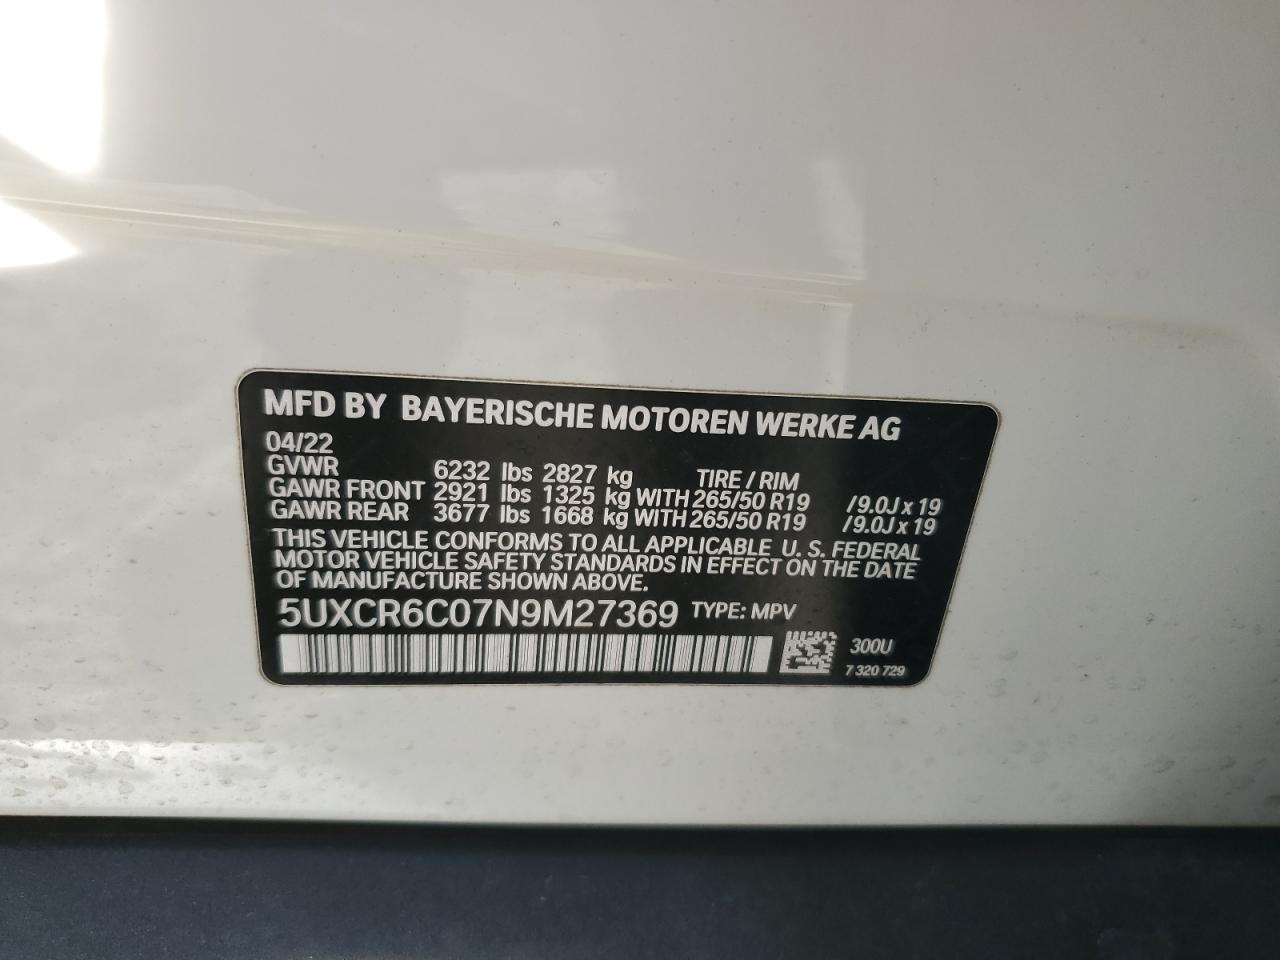 MFD BY BAYERISCHE MOTOREN WERKE AG
04/22
GVWR 6232 lbs 2827 kg TIRE / RIM
GAWR FRONT 2921 lbs 1325 kg WITH 265/50 R19 /9.0J x 19
GAWR REAR 3677 lbs 1668 kg WITH 265/50 R19 /9.0J x 19
THIS VEHICLE CONFORMS TO ALL APPLICABLE U. S. FEDERAL
MOTOR VEHICLE SAFETY STANDARDS IN EFFECT ON THE DATE
OF MANUFACTURE SHOWN ABOVE.
5UXCR6C07N9M27369 TYPE: MPV
300U
7 320 729